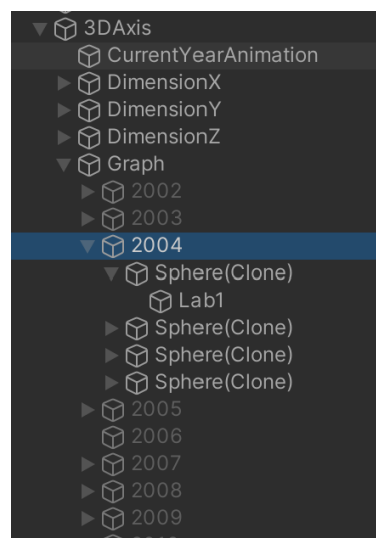 3DAxis
CurrentYearAnimation
DimensionX
DimensionY
DimensionZ
Graph
2002
2003
2004
Sphere(Clone)
Lab1
Sphere(Clone)
Sphere(Clone)
Sphere(Clone)
2005
2006
2007
2008
2009